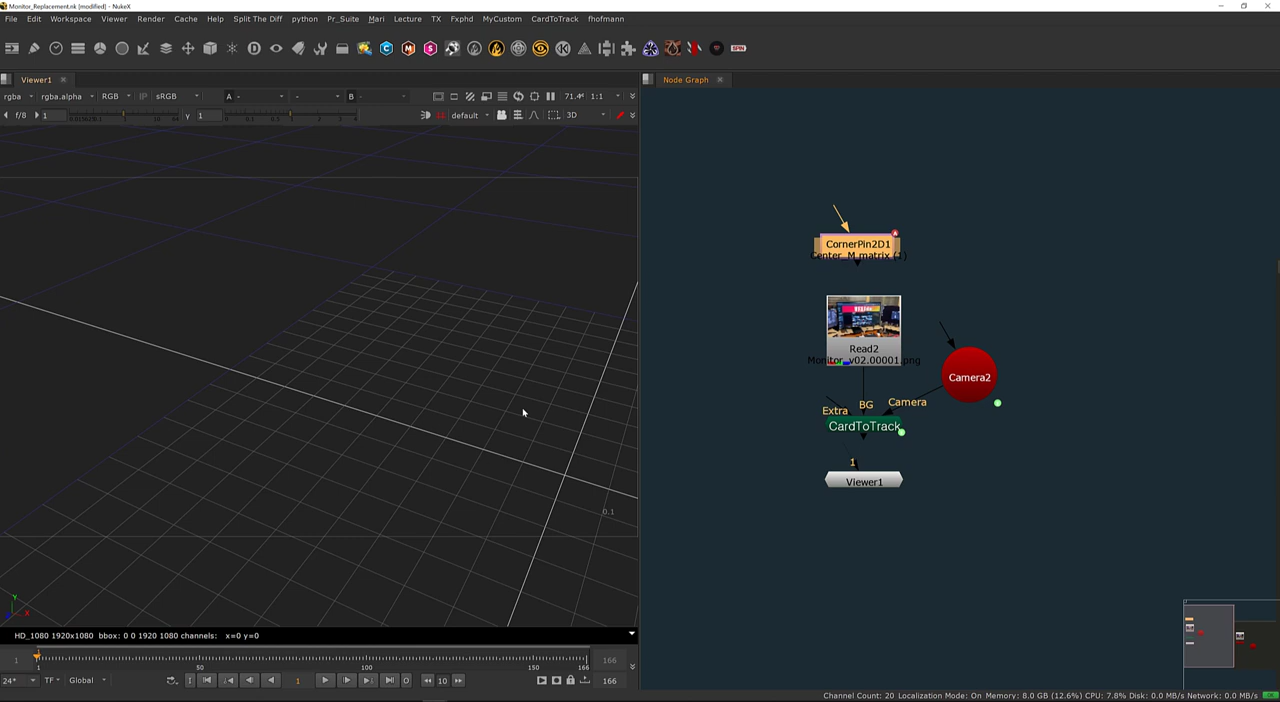 Monitor_Replacement.nk [modified] - NukeX
File Edit Workspace Viewer Render Cache Help Split The Diff python Pr_Suite Mari Lecture TX Fxphd MyCustom CardToTrack fhofmann
SPIN
Viewer1
Node Graph
rgba rgba.alpha RGB IP sRGB A - - B - 71.4 1:1
f/8 1 Y 1 default 3D
CornerPin2D1
Center_M_matrix (1)
Read2
Monitor_v02.00001.png
Camera2
Extra BG Camera
CardToTrack
1
Viewer1
0.1
Y
X
HD_1080 1920x1080 bbox: 0 0 1920 1080 channels: x=0 y=0
1 166
1 50 100 150 166
24* TF Global 1 10 166
Channel Count: 20 Localization Mode: On Memory: 8.0 GB (12.6%) CPU: 7.8% Disk: 0.0 MB/s Network: 0.0 MB/s